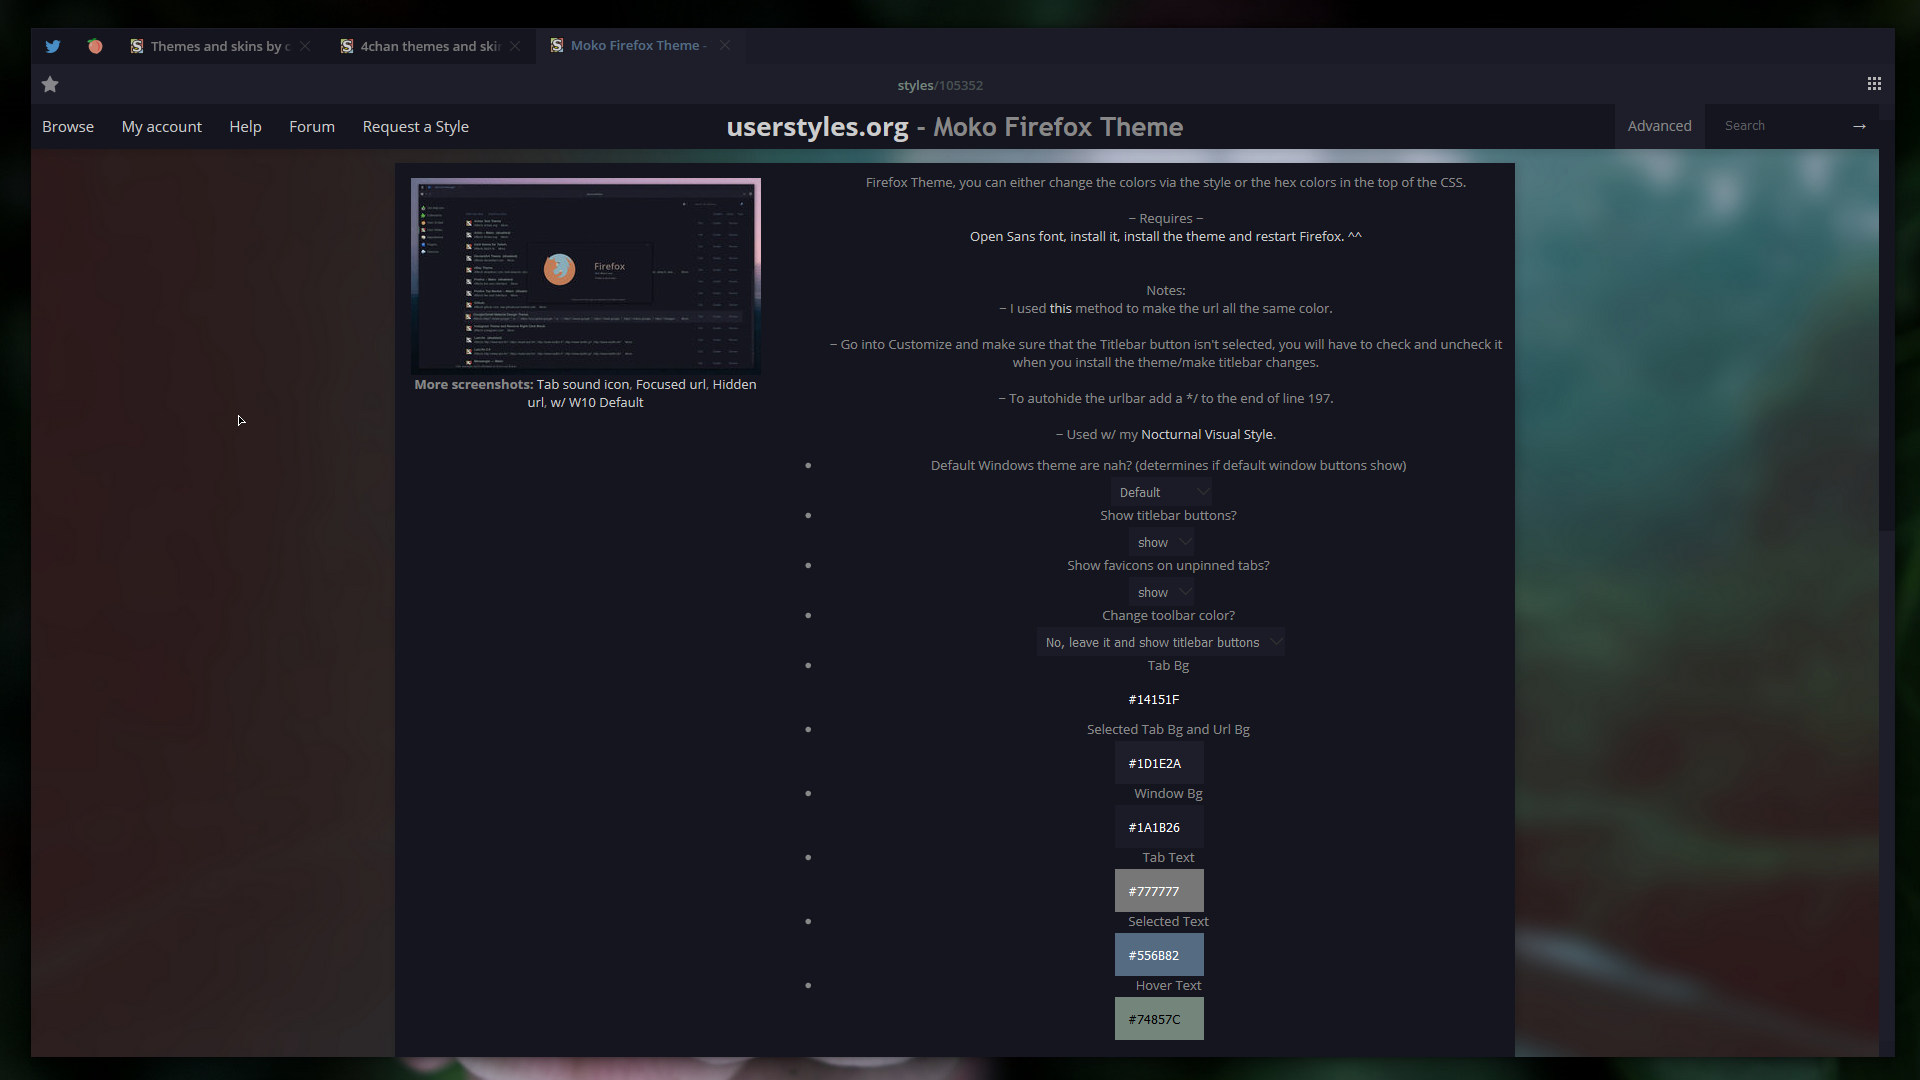 Themes and skins by c
4chan themes and skin
Moko Firefox Theme -
styles/105352
Browse My account Help Forum Request a Style
userstyles.org - Moko Firefox Theme
Advanced Search →
Firefox Theme, you can either change the colors via the style or the hex colors in the top of the CSS.
~ Requires ~
Open Sans font, install it, install the theme and restart Firefox. ^^
Firefox
Notes:
~ I used this method to make the url all the same color.
~ Go into Customize and make sure that the Titlebar button isn't selected, you will have to check and uncheck it
when you install the theme/make titlebar changes.
More screenshots: Tab sound icon, Focused url, Hidden
url, w/ W10 Default
~ To autohide the urlbar add a */ to the end of line 197.
~ Used w/ my Nocturnal Visual Style.
Default Windows theme are nah? (determines if default window buttons show)
Default
Show titlebar buttons?
show
Show favicons on unpinned tabs?
show
Change toolbar color?
No, leave it and show titlebar buttons
Tab Bg
#14151F
Selected Tab Bg and Url Bg
#1D1E2A
Window Bg
#1A1B26
Tab Text
#777777
Selected Text
#556B82
Hover Text
#74857C